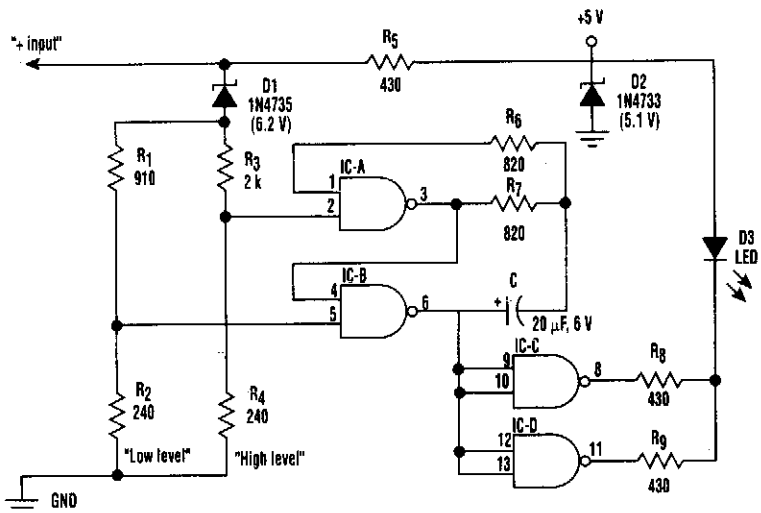 +5 V
"+ input"
R5
430
D1
1N4735
(6.2 V)
D2
1N4733
(5.1 V)
R1
910
R3
2 k
R6
820
IC-A
1
2
3
R7
820
D3
LED
IC-B
4
5
6
C
+
20 µF, 6 V
IC-C
9
10
8
R8
430
R2
240
R4
240
IC-D
12
13
11
R9
430
"Low level"
"High level"
GND